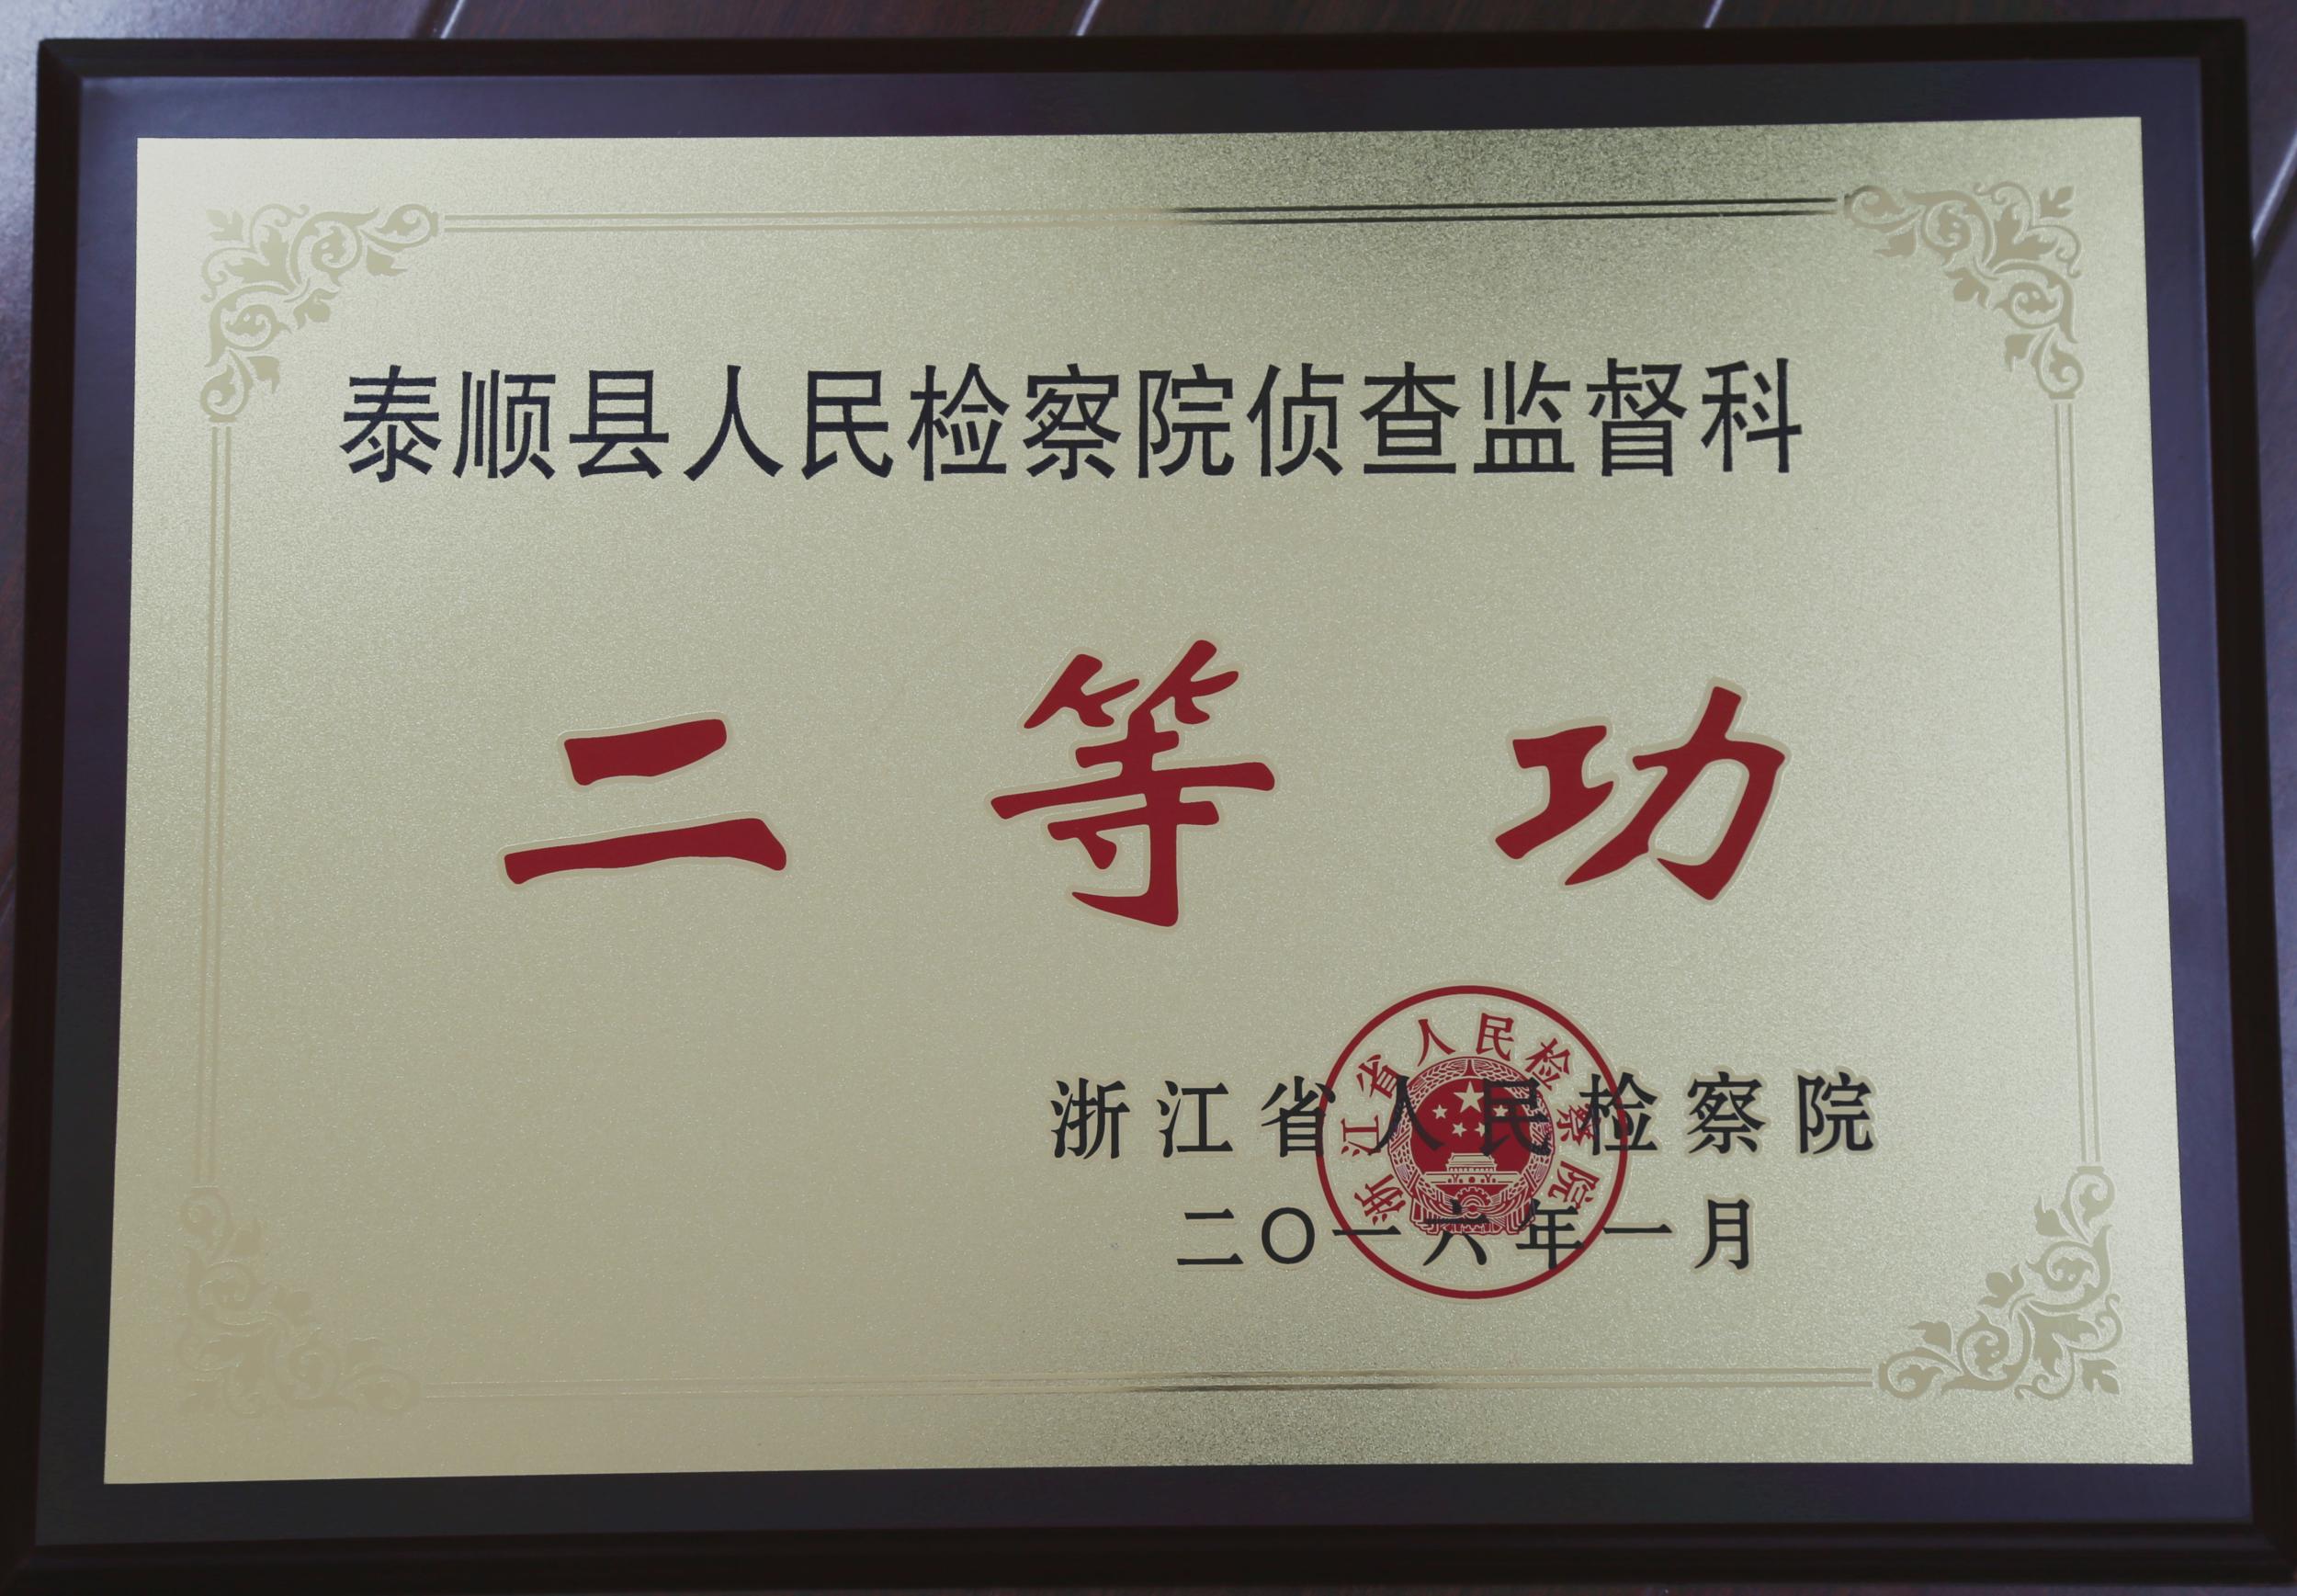 泰顺县人民检察院侦查监督科
二等功
浙江省人民检察院
浙江省人民检察院
二〇一六年一月